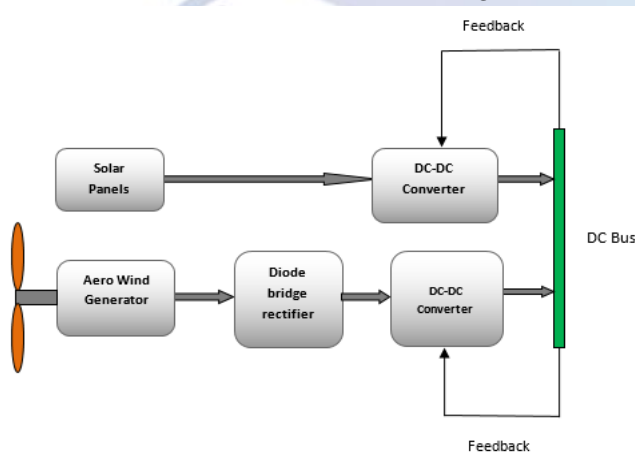 Feedback
Solar
Panels
DC-DC
Converter
DC Bus
Aero Wind
Generator
Diode
bridge
rectifier
DC-DC
Converter
Feedback